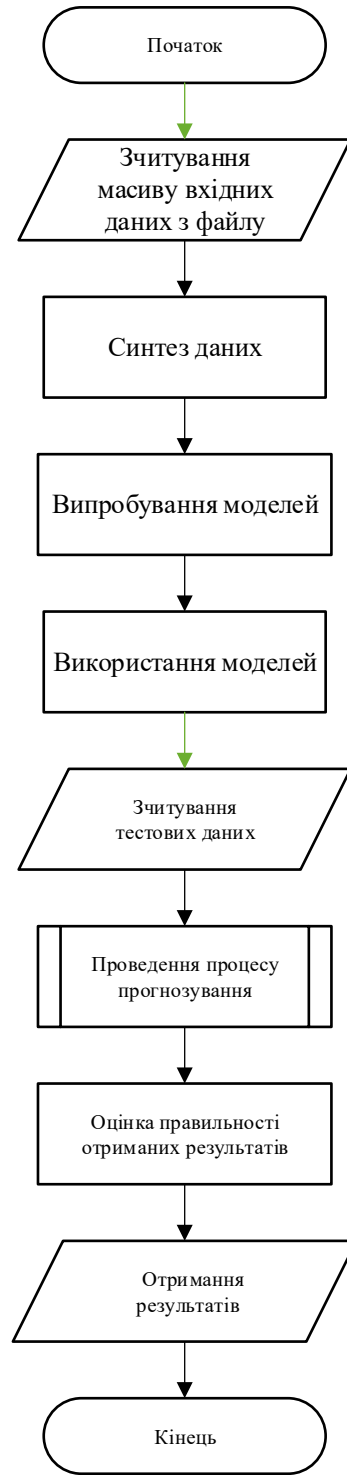 Початок
Зчитування
масиву вхідних
даних з файлу
Синтез даних
Випробування моделей
Використання моделей
Зчитування
тестових даних
Проведення процесу
прогнозування
Оцінка правильності
отриманих результатів
Отримання
результатів
Кінець